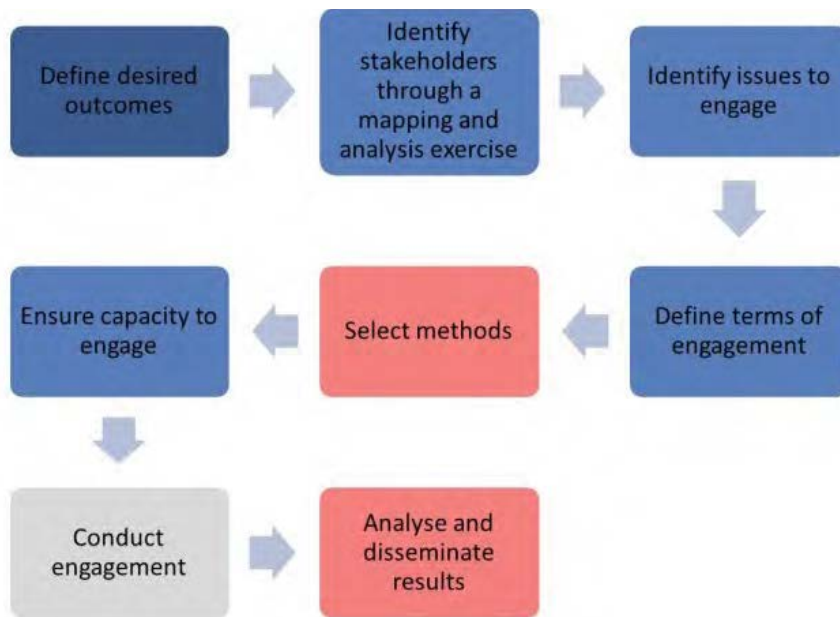 Define desired
outcomes
Identify
stakeholders
through a
mapping and
analysis exercise
Identify issues to
engage
Define terms of
engagement
Select methods
Ensure capacity to
engage
Conduct
engagement
Analyse and
disseminate
results